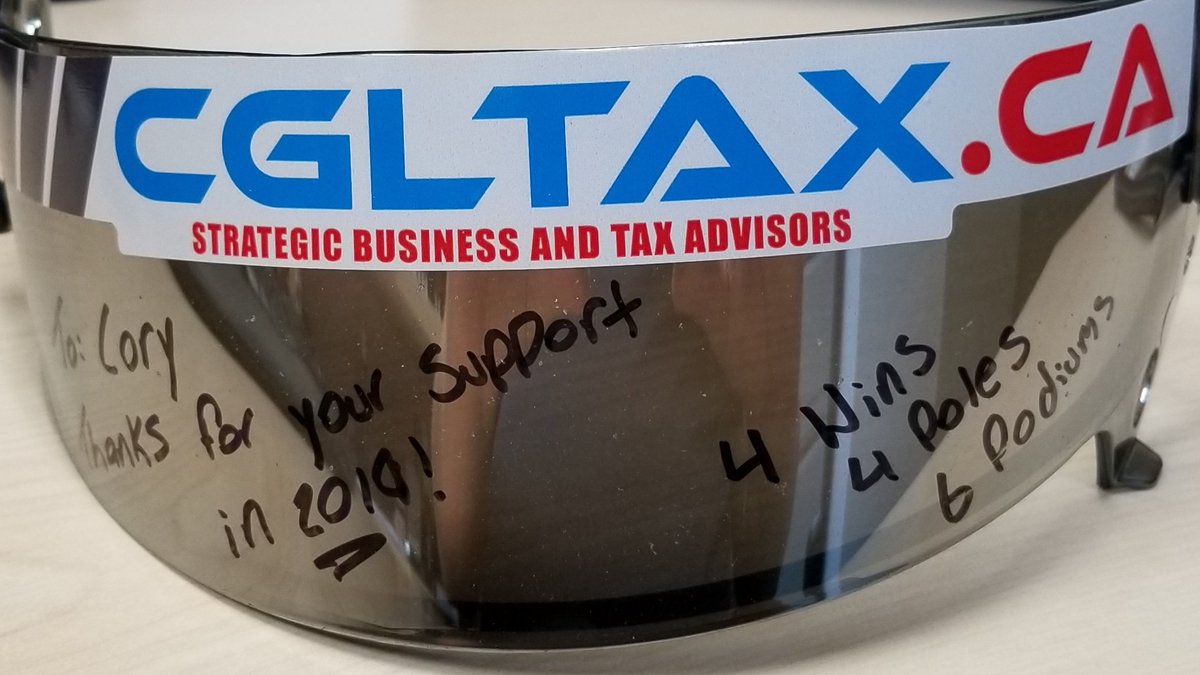 CGLTAX.CA
STRATEGIC BUSINESS AND TAX ADVISORS
To: Cory
Thanks for your Support
in 2019!
4 Wins
4 Poles
6 Podiums